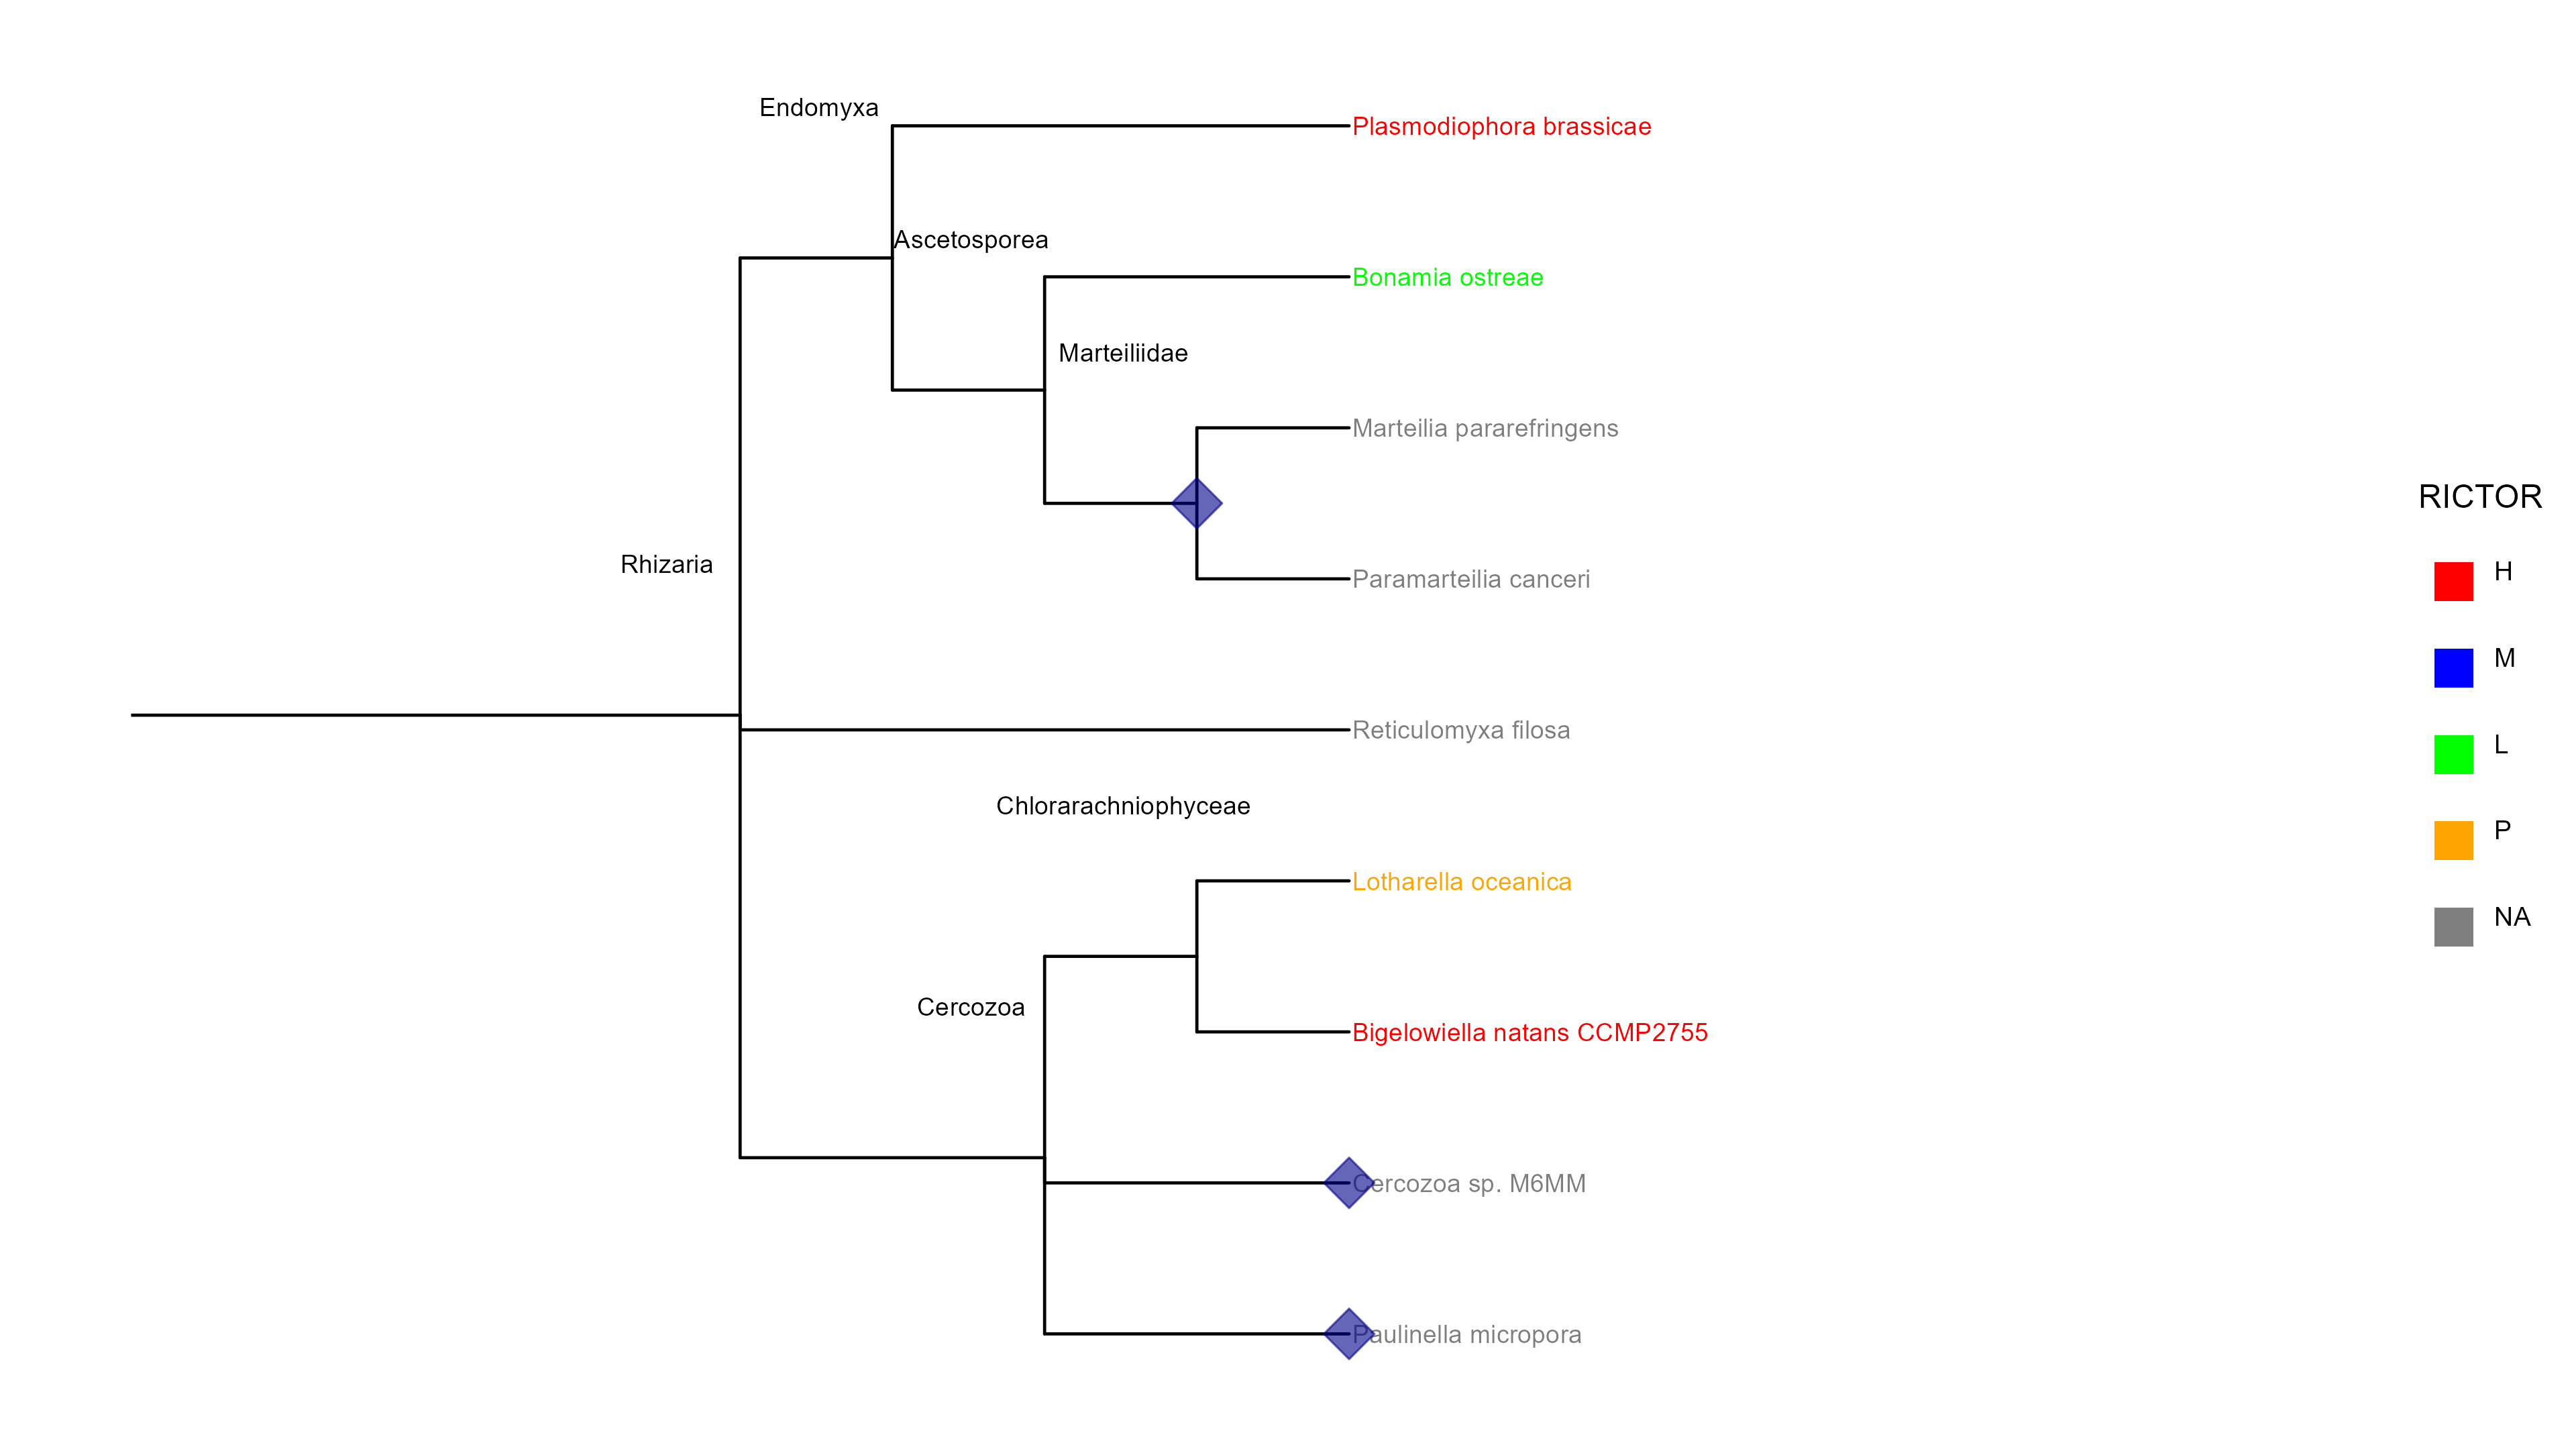 Endomyxa
Plasmodiophora brassicae
Ascetosporea
Bonamia ostreae
Marteiliidae
Marteilia pararefringens
Rhizaria
Paramarteilia canceri
Reticulomyxa filosa
Chlorarachniophyceae
Lotharella oceanica
Cercozoa
Bigelowiella natans CCMP2755
Cercozoa sp. M6MM
Paulinella micropora
RICTOR
H
M
L
P
NA